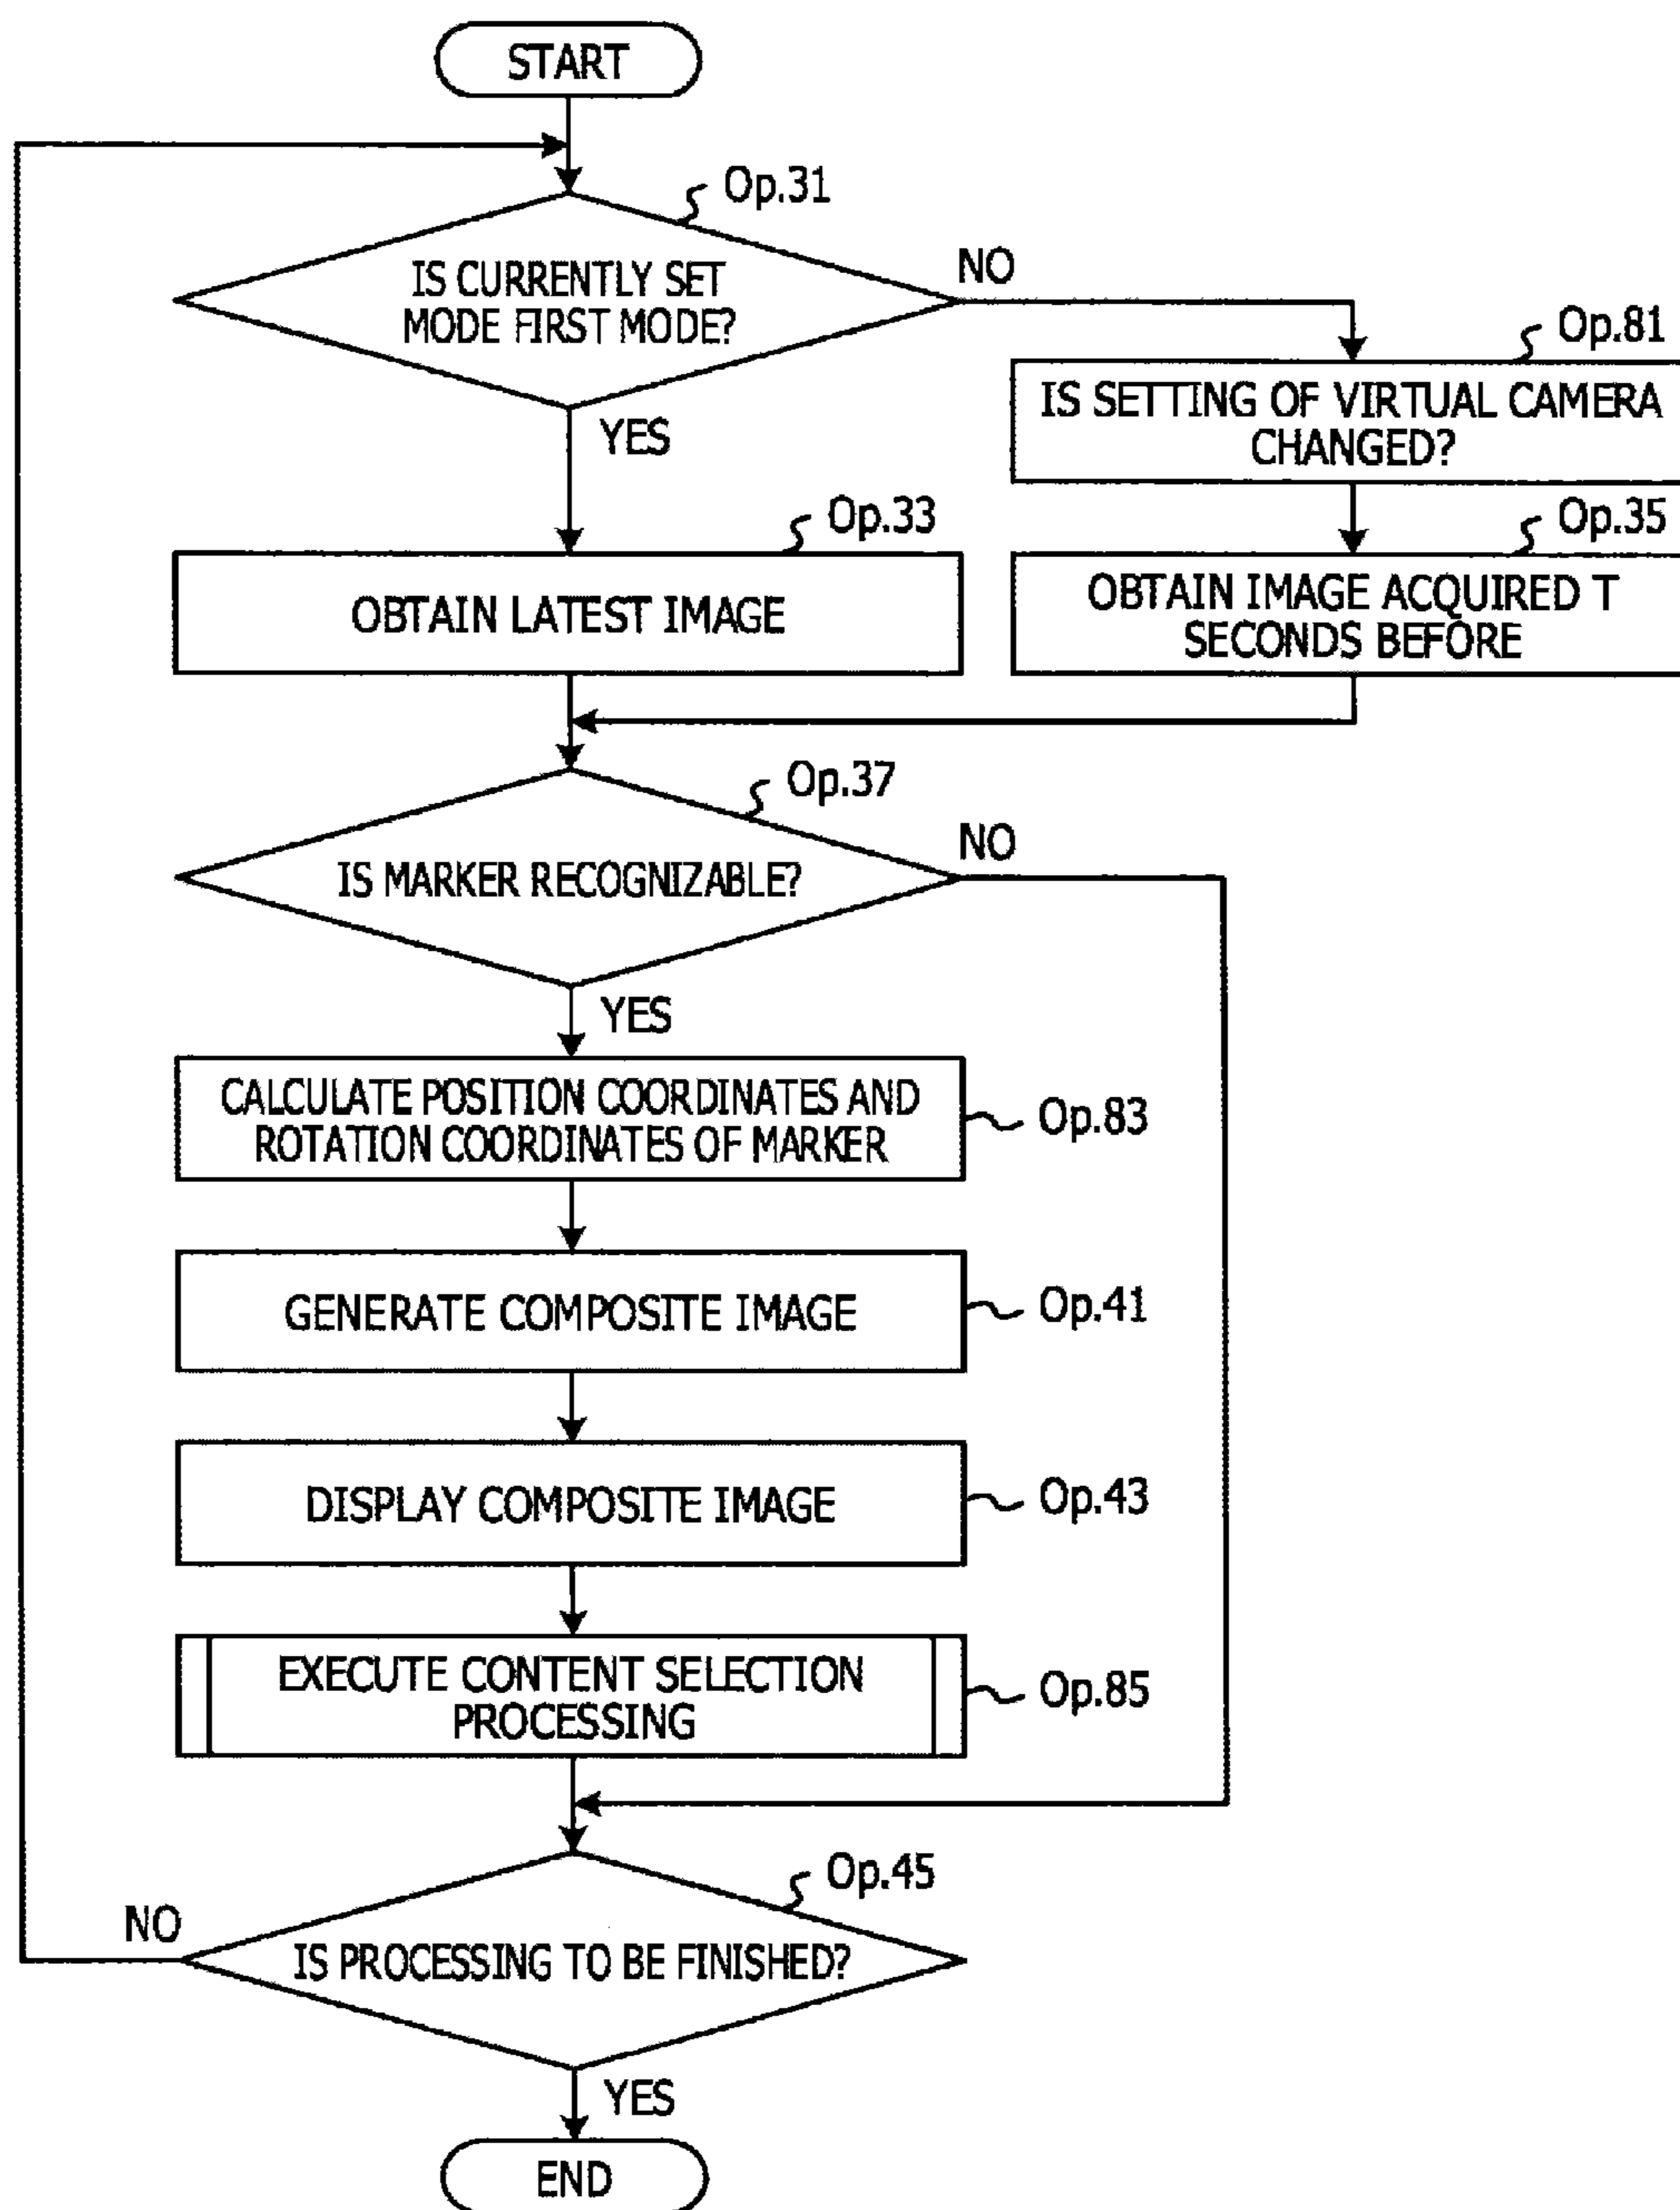 START
Op.31
IS CURRENTLY SET
MODE FIRST MODE?
NO
YES
Op.81
IS SETTING OF VIRTUAL CAMERA
CHANGED?
Op.33
OBTAIN LATEST IMAGE
Op.35
OBTAIN IMAGE ACQUIRED T
SECONDS BEFORE
Op.37
IS MARKER RECOGNIZABLE?
NO
YES
CALCULATE POSITION COORDINATES AND
ROTATION COORDINATES OF MARKER
Op.83
GENERATE COMPOSITE IMAGE
Op.41
DISPLAY COMPOSITE IMAGE
Op.43
EXECUTE CONTENT SELECTION
PROCESSING
Op.85
Op.45
NO
IS PROCESSING TO BE FINISHED?
YES
END